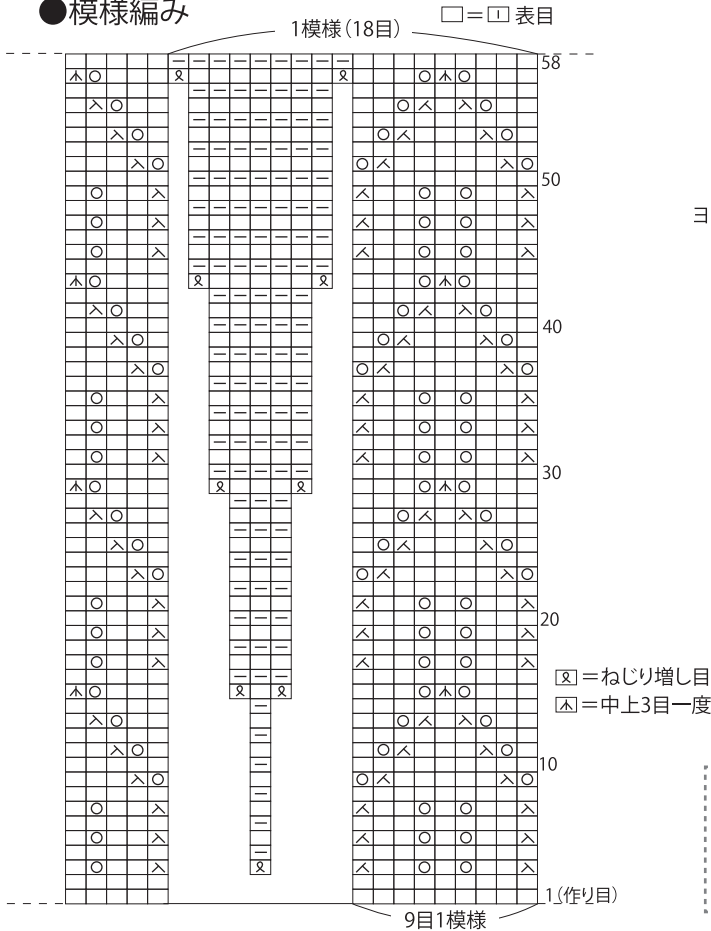 ●模様編み
1模様(18目)
□=□ 表目
58
50
ヨ
40
30
20
=ねじり増し目
=中上3目一度
10
1(作り目)
9目1模様